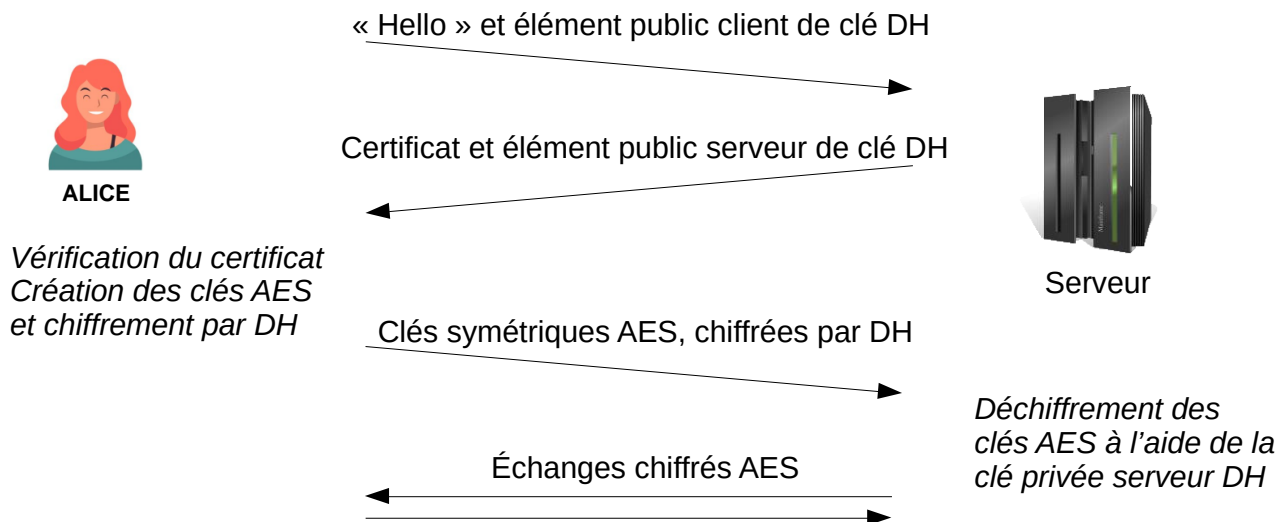 « Hello » et élément public client de clé DH
Certificat et élément public serveur de clé DH
ALICE
Vérification du certificat
Création des clés AES
et chiffrement par DH
Mainframe
Serveur
Clés symétriques AES, chiffrées par DH
Déchiffrement des
clés AES à l’aide de la
clé privée serveur DH
Échanges chiffrés AES